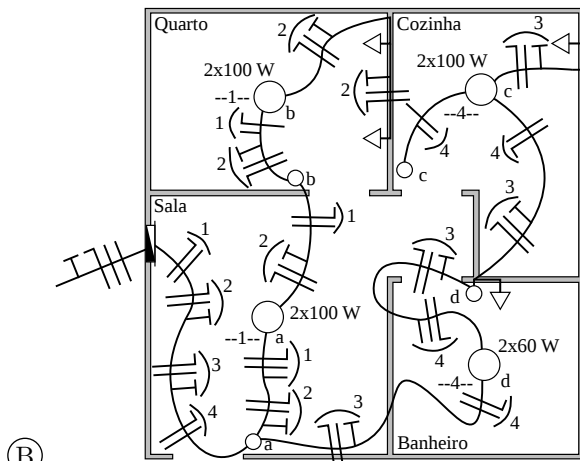 Quarto
Cozinha
2
3
2x100 W
2x100 W
--1--
b
c
2
--4--
1
4
4
2
b
c
Sala
3
1
1
2
3
2
d
2x100 W
--1--
a
2x60 W
1
4
3
--4--
d
2
4
3
4
a
Banheiro
B